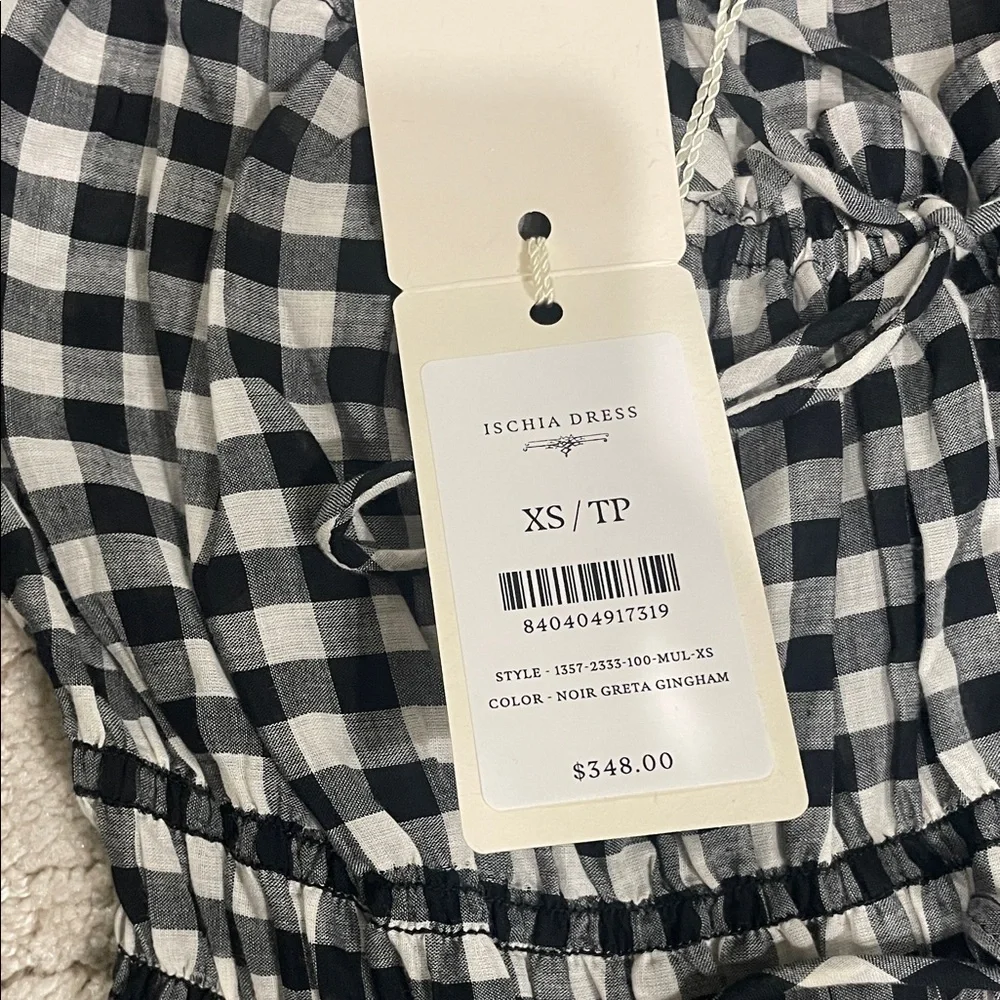 ISCHIA DRESS
XS / TP
840404917319
STYLE - 1357-2333-100-MUL-XS
COLOR - NOIR GRETA GINGHAM
$348.00